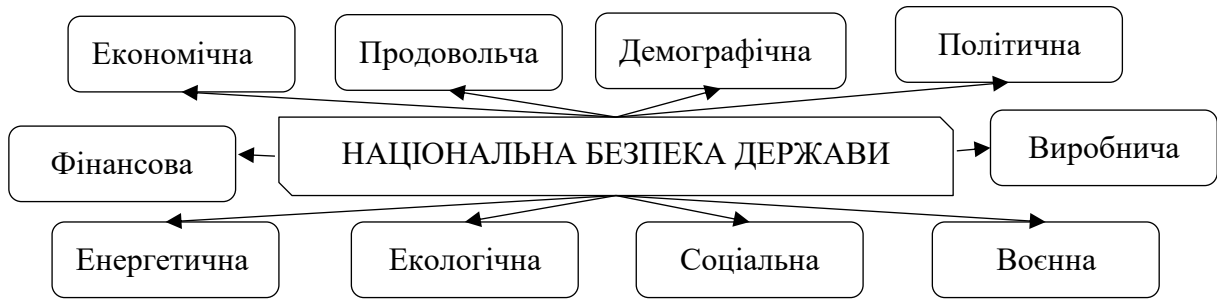 Економічна
Продовольча
Демографічна
Політична
Фінансова
НАЦІОНАЛЬНА БЕЗПЕКА ДЕРЖАВИ
Виробнича
Енергетична
Екологічна
Соціальна
Воєнна